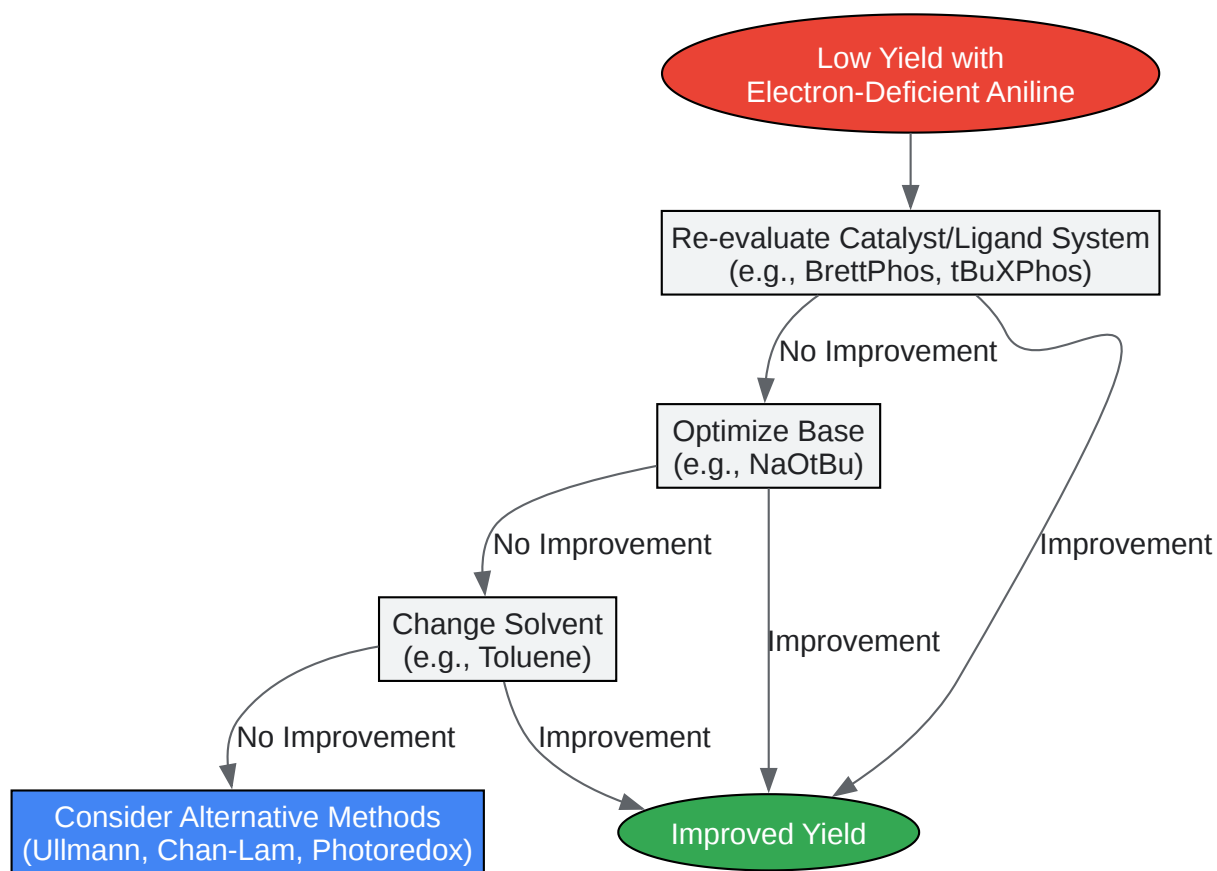 Low Yield with
Electron-Deficient Aniline
Re-evaluate Catalyst/Ligand System
(e.g., BrettPhos, tBuXPhos)
No Improvement
Optimize Base
(e.g., NaOtBu)
No Improvement
Improvement
Change Solvent
(e.g., Toluene)
Improvement
No Improvement
Improvement
Consider Alternative Methods
(Ullmann, Chan-Lam, Photoredox)
Improved Yield